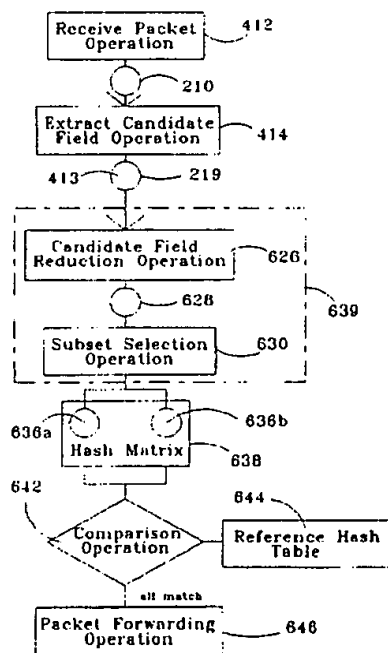 Receive Packet
Operation
412
210
Extract Candidate
Field Operation
414
413
219
Candidate Field
Reduction Operation
626
628
639
Subset Selection
Operation
630
636a
636b
Hash Matrix
638
642
644
Comparison
Operation
Reference Hash
Table
all match
Packet Forwarding
Operation
646